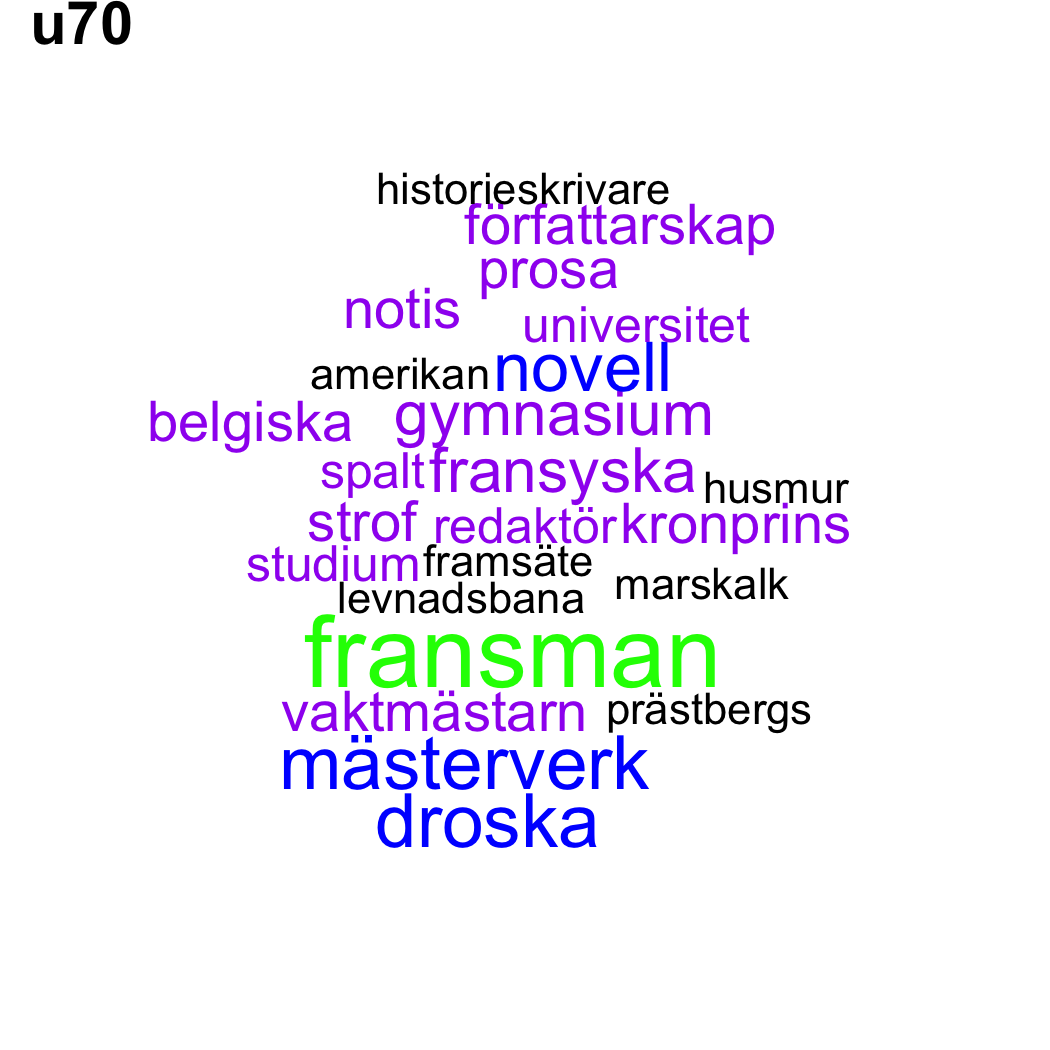 u70
historieskrivare
författarskap
prosa
notis
universitet
amerikan novell
belgiska gymnasium
spalt fransyska husmur
strof redaktör kronprins
studium framsäte
levnadsbana marskalk
fransman
vaktmästarn prästbergs
mästerverk
droska